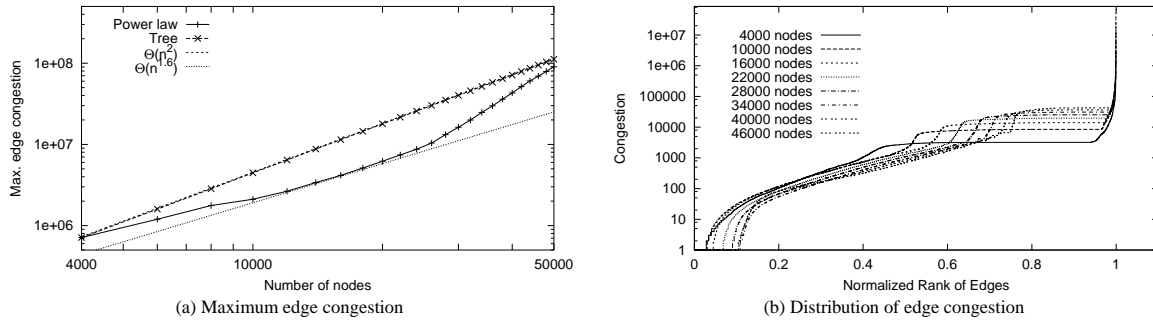 Max. edge congestion
1e+08
1e+07
1e+06
Power law
Tree
Θ(n²)
Θ(n^1.6)
4000
10000
50000
Number of nodes
(a) Maximum edge congestion
Congestion
1e+07
1e+06
100000
10000
1000
100
10
1
4000 nodes
10000 nodes
16000 nodes
22000 nodes
28000 nodes
34000 nodes
40000 nodes
46000 nodes
0
0.2
0.4
0.6
0.8
1
Normalized Rank of Edges
(b) Distribution of edge congestion